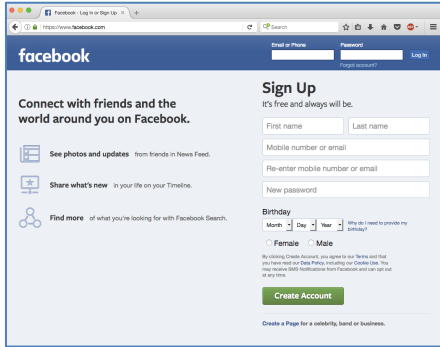 Facebook - Log In or Sign Up
https://www.facebook.com
Search
facebook
Email or Phone
Password
Log In
Forgot account?
Connect with friends and the
world around you on Facebook.
See photos and updates from friends in News Feed.
Share what's new in your life on your Timeline.
Find more of what you're looking for with Facebook Search.
Sign Up
It's free and always will be.
First name
Last name
Mobile number or email
Re-enter mobile number or email
New password
Birthday
Month
Day
Year
Why do I need to provide my
birthday?
Female
Male
By clicking Create Account, you agree to our Terms and that
you have read our Data Policy, including our Cookie Use. You
may receive SMS Notifications from Facebook and can opt out
at any time.
Create Account
Create a Page for a celebrity, band or business.